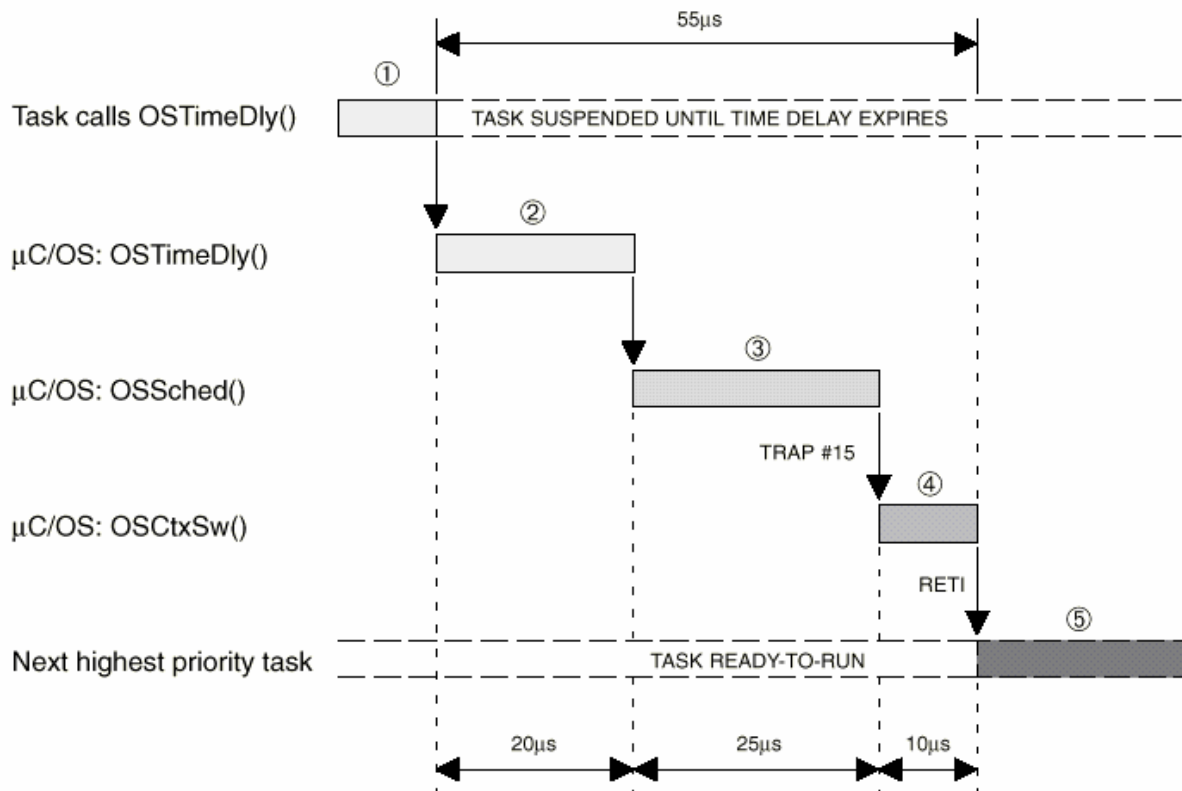 55μs
①
Task calls OSTimeDly()
TASK SUSPENDED UNTIL TIME DELAY EXPIRES
②
μC/OS: OSTimeDly()
③
μC/OS: OSSched()
TRAP #15
④
μC/OS: OSCtxSw()
RETI
⑤
Next highest priority task
TASK READY-TO-RUN
20μs
25μs
10μs